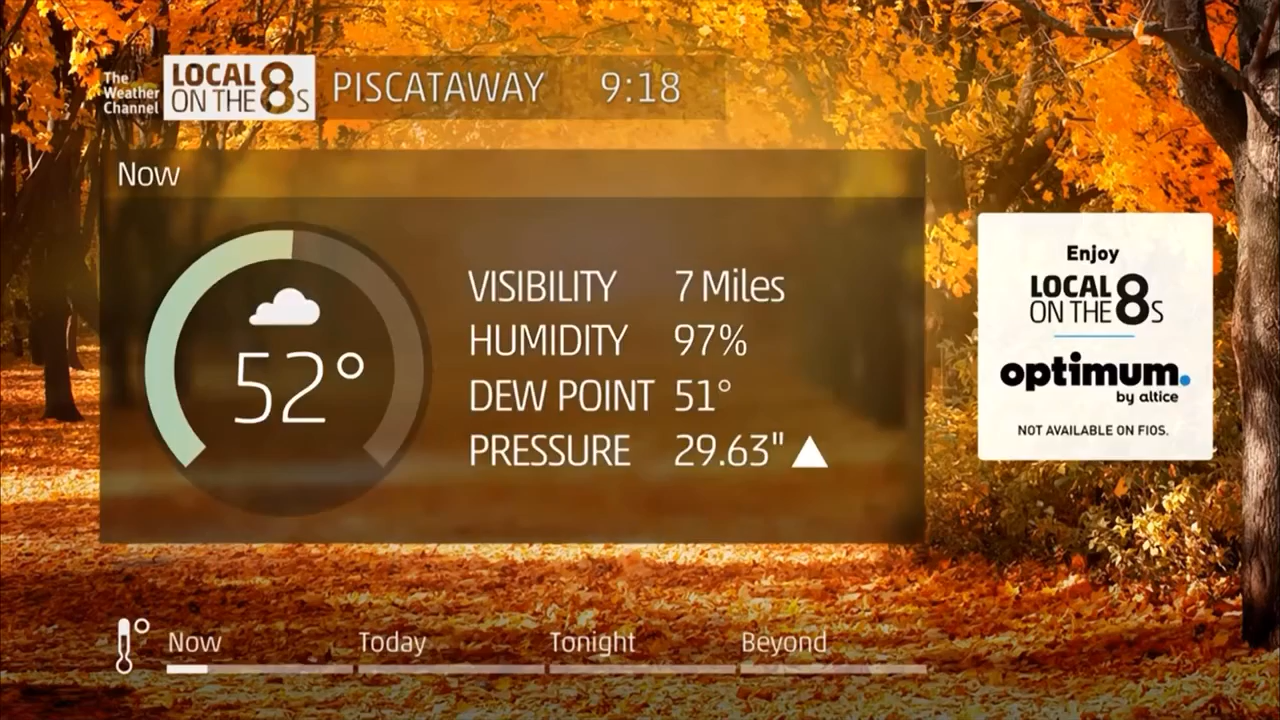 The Weather Channel
LOCAL ON THE 8s
PISCATAWAY 9:18
Now
52°
VISIBILITY 7 Miles
HUMIDITY 97%
DEW POINT 51°
PRESSURE 29.63" ▲
Enjoy
LOCAL
ON THE 8s
optimum.
by altice
NOT AVAILABLE ON FIOS.
Now Today Tonight Beyond